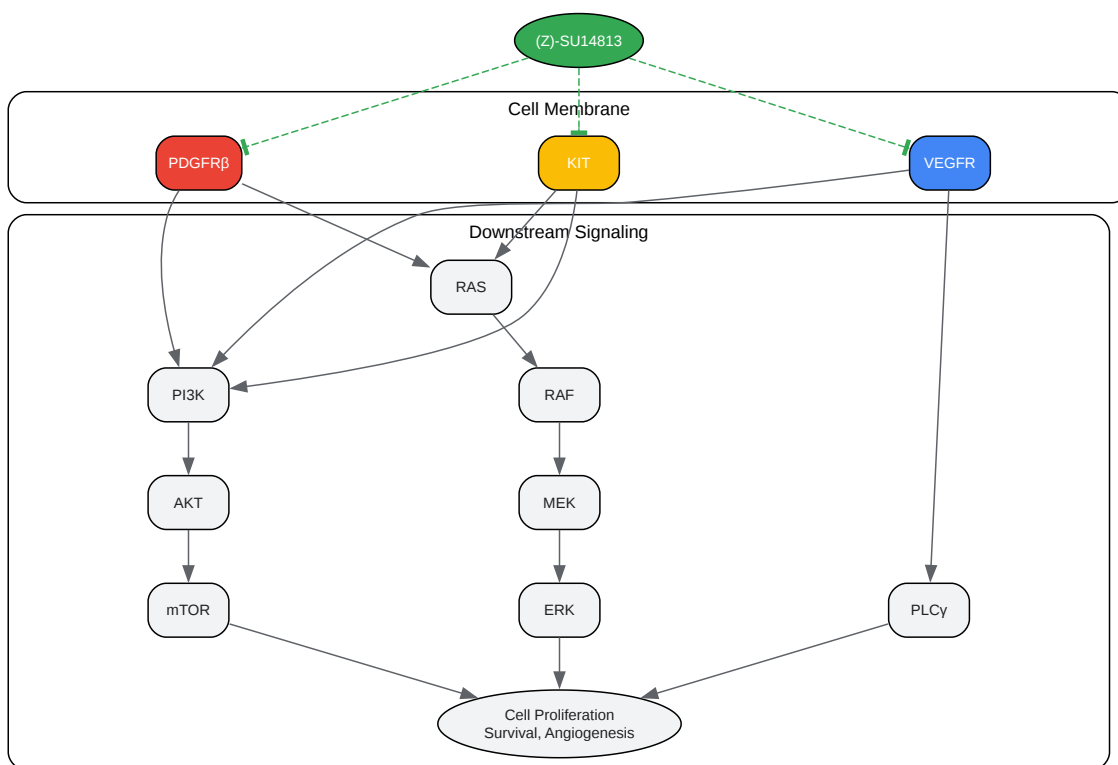 (Z)-SU14813
Cell Membrane
PDGFRβ
KIT
VEGFR
Downstream Signaling
RAS
PI3K
RAF
AKT
MEK
mTOR
ERK
PLCγ
Cell Proliferation
Survival, Angiogenesis